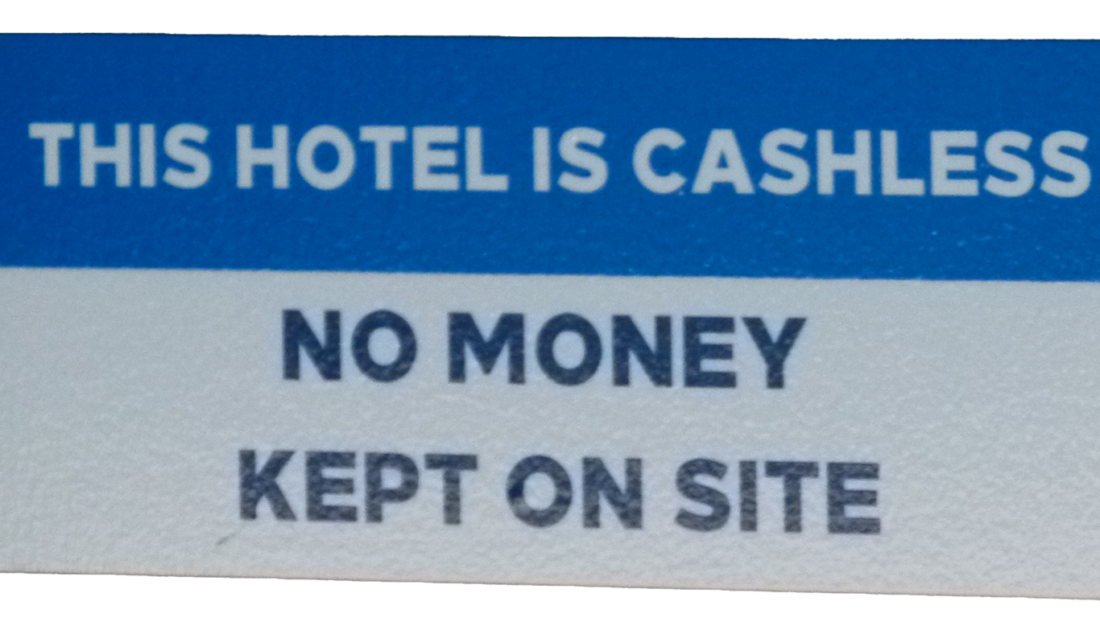 THIS HOTEL IS CASHLESS
NO MONEY
KEPT ON SITE